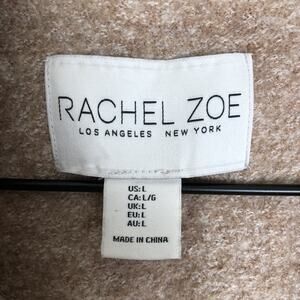 RACHEL ZOE
LOS ANGELES NEW YORK
US: L
CA: L/G
UK: L
EU: L
AU: L
MADE IN CHINA